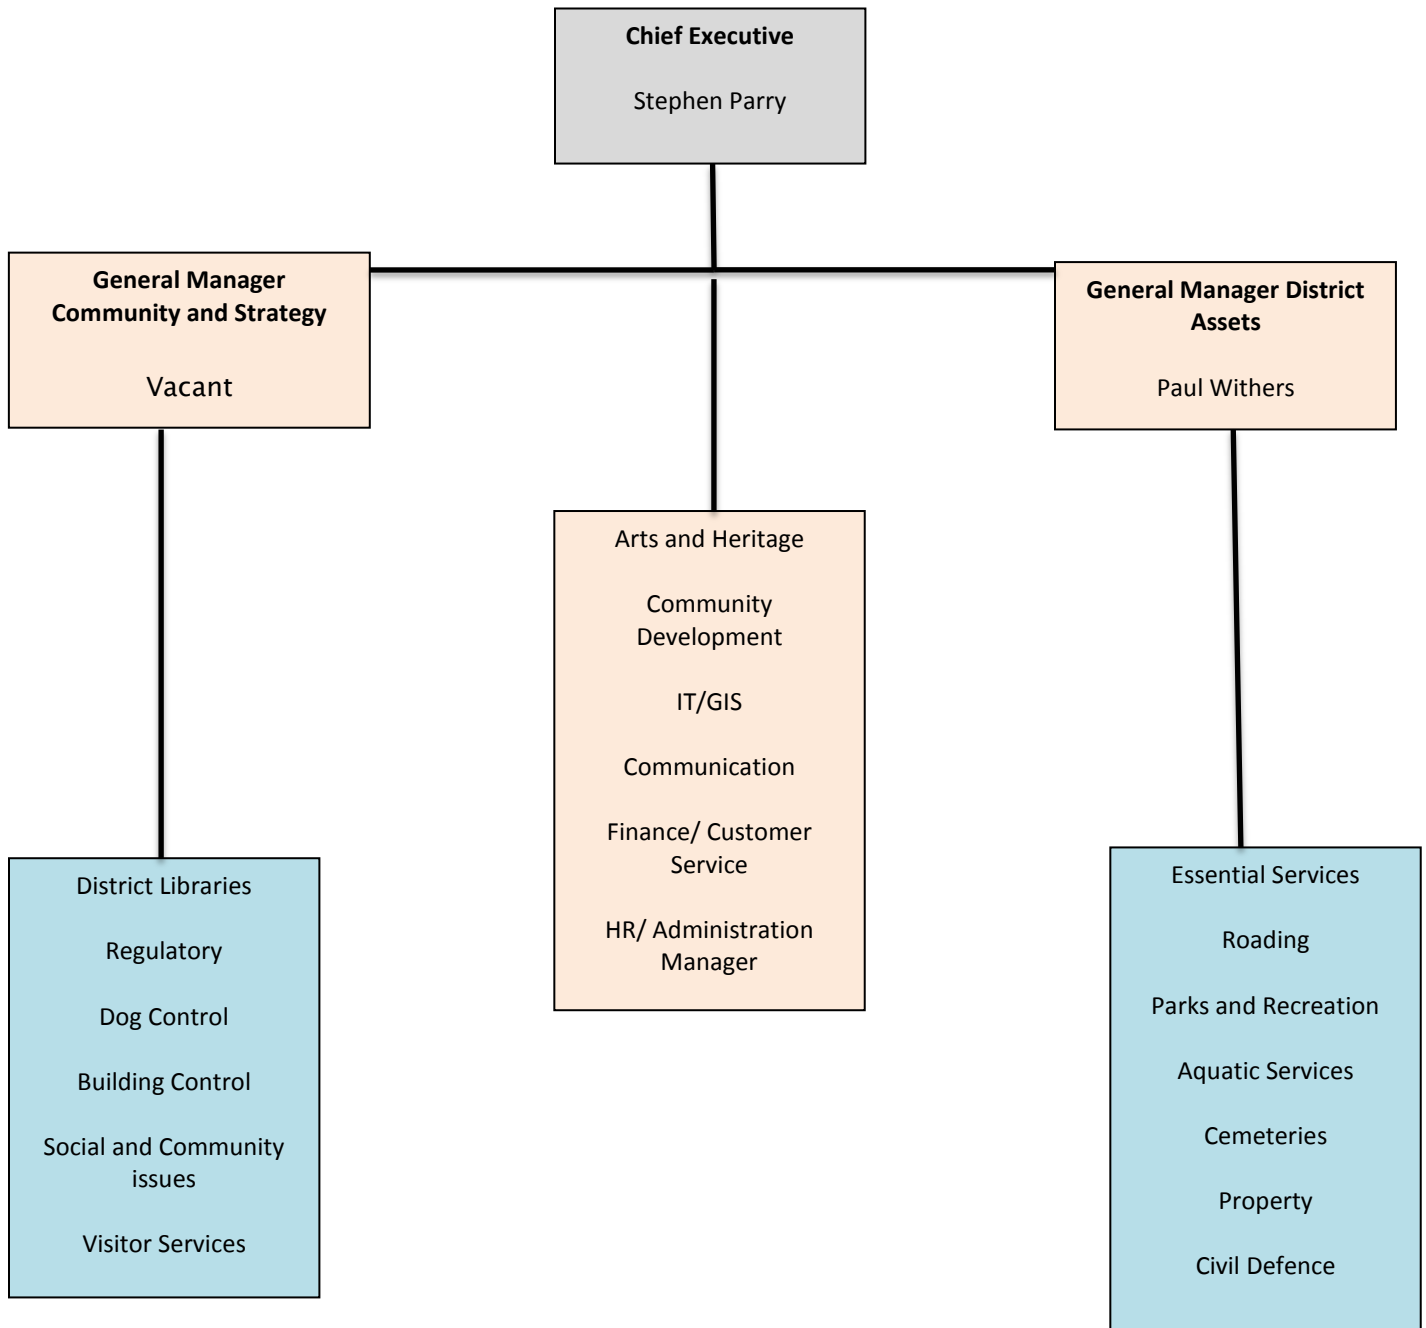 Chief Executive
Stephen Parry
General Manager
Community and Strategy
Vacant
General Manager District
Assets
Paul Withers
Arts and Heritage
Community
Development
IT/GIS
Communication
Finance/ Customer
Service
HR/ Administration
Manager
District Libraries
Regulatory
Dog Control
Building Control
Social and Community
issues
Visitor Services
Essential Services
Roading
Parks and Recreation
Aquatic Services
Cemeteries
Property
Civil Defence